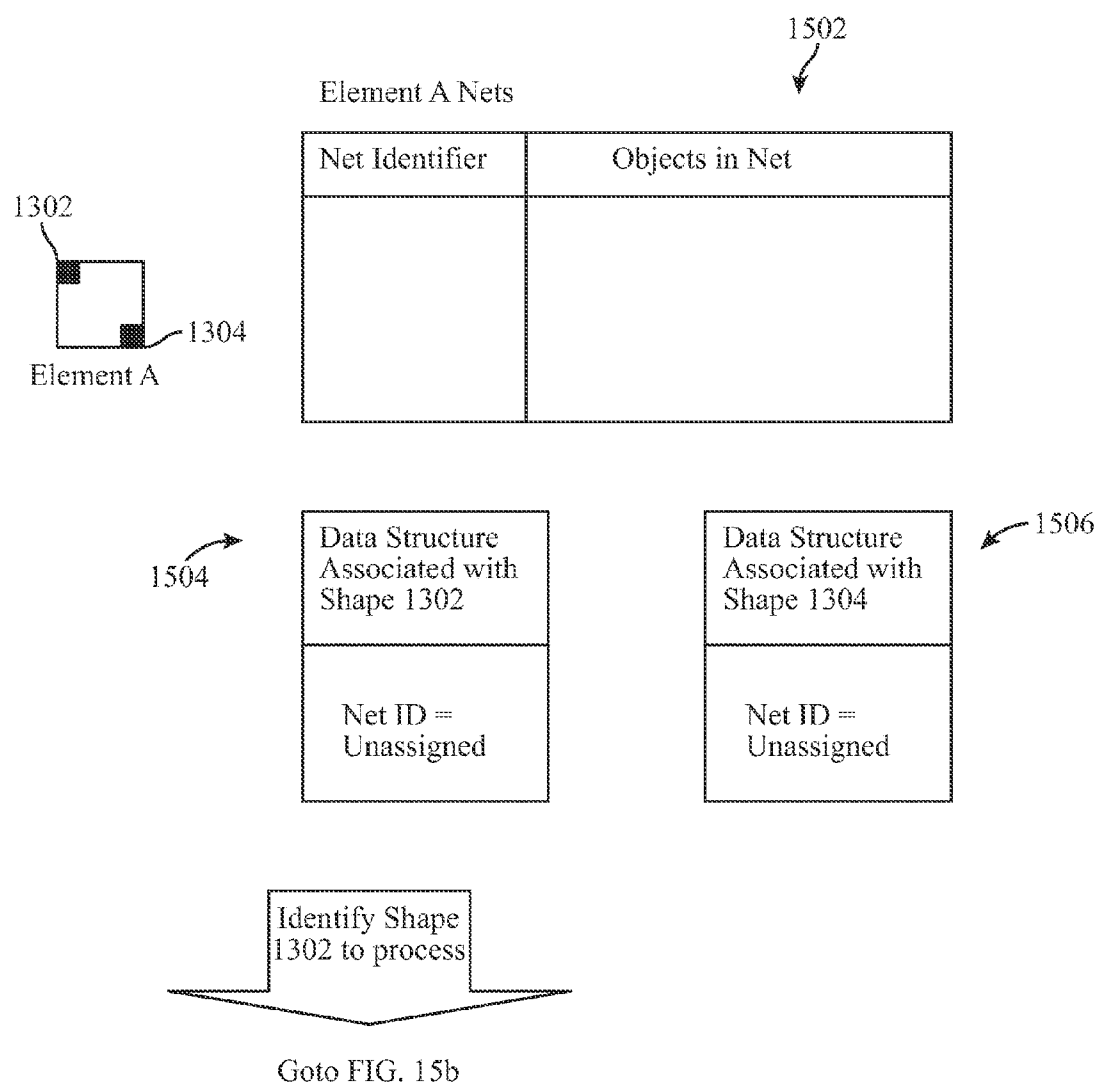 1502
Element A Nets
Net Identifier
Objects in Net
1302
1304
Element A
1504
Data Structure
Associated with
Shape 1302
Net ID =
Unassigned
Data Structure
Associated with
Shape 1304
Net ID =
Unassigned
1506
Identify Shape
1302 to process
Goto FIG. 15b